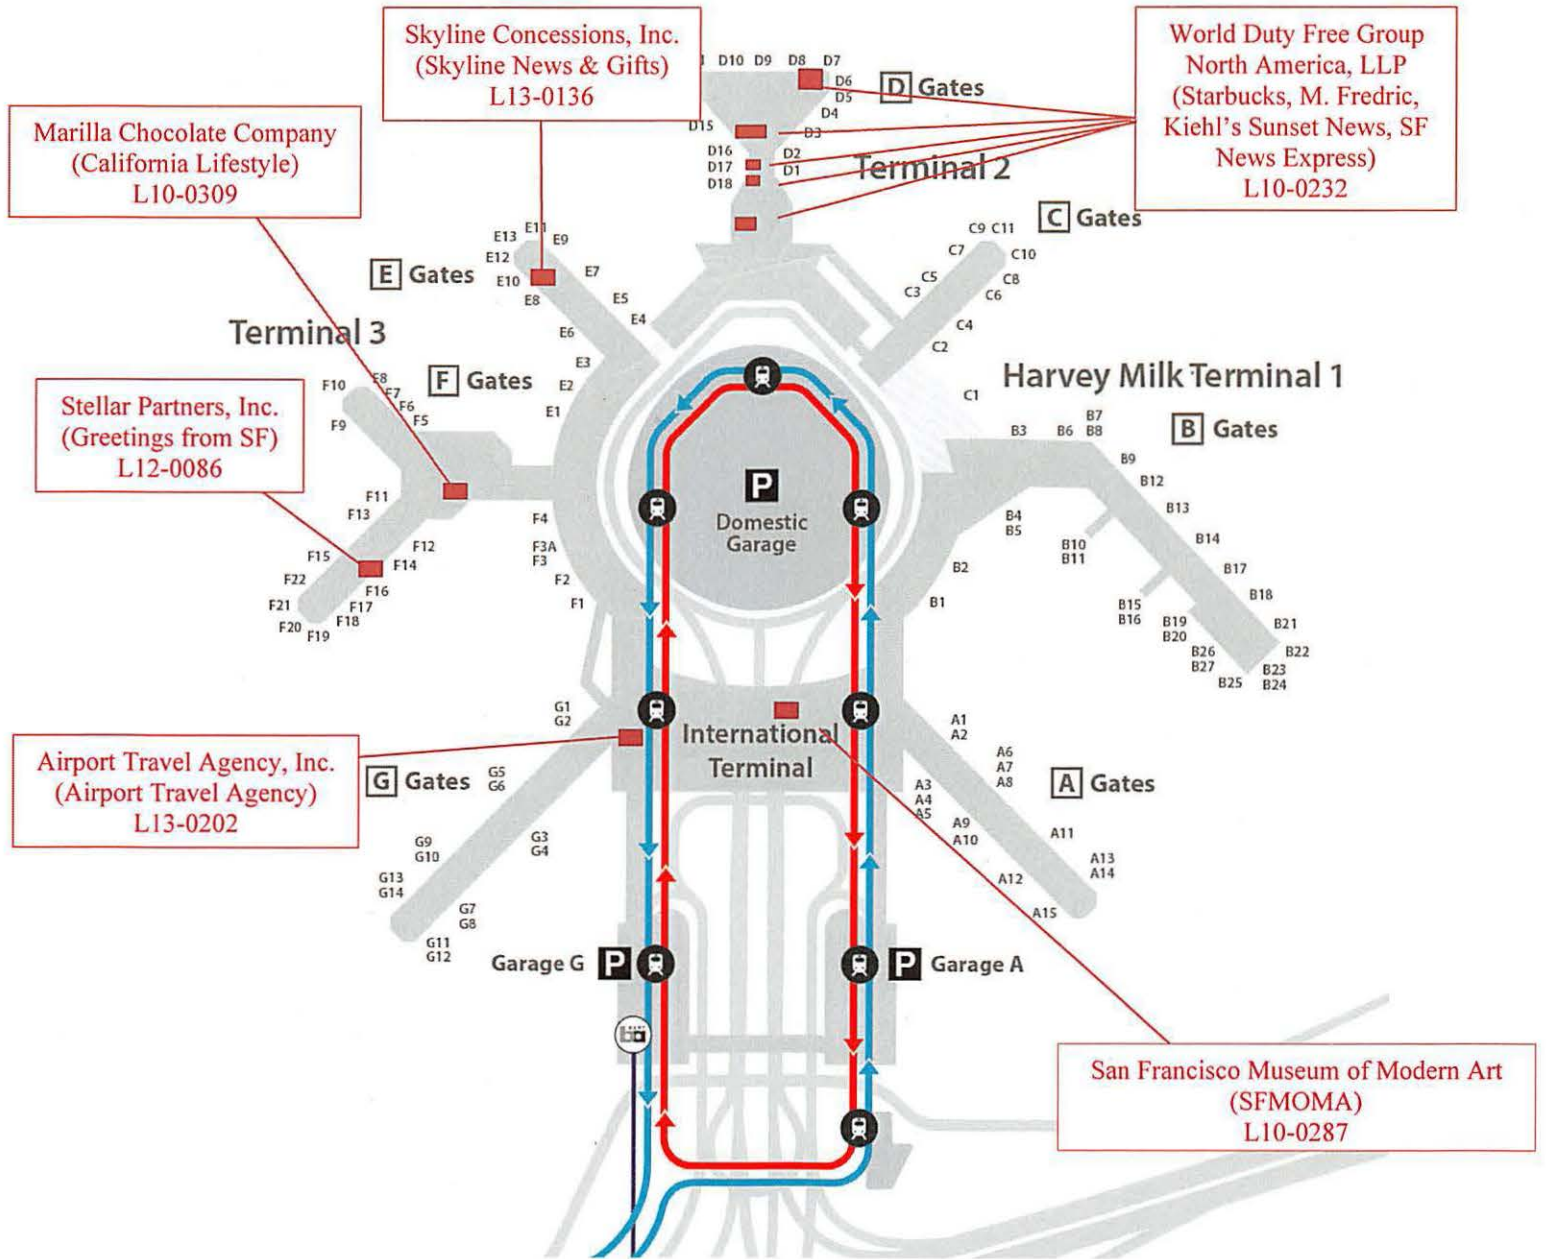 Skyline Concessions, Inc.
(Skyline News & Gifts)
L13-0136
World Duty Free Group
North America, LLP
(Starbucks, M. Fredric,
Kiehl's Sunset News, SF
News Express)
L10-0232
Marilla Chocolate Company
(California Lifestyle)
L10-0309
Stellar Partners, Inc.
(Greetings from SF)
L12-0086
Airport Travel Agency, Inc.
(Airport Travel Agency)
L13-0202
San Francisco Museum of Modern Art
(SFMOMA)
L10-0287
D Gates
D10
D9
D8
D7
D6
D5
D4
D3
D15
D16
D17
D18
D2
D1
Terminal 2
C Gates
C9
C11
C7
C10
C5
C8
C3
C6
C4
C2
C1
E Gates
E13
E11
E9
E12
E10
E7
E8
E5
E4
E6
E3
E2
E1
Terminal 3
F Gates
F10
F8
F7
F6
F5
F9
F11
F13
F12
F15
F14
F22
F16
F21
F17
F20
F18
F19
F4
F3A
F3
F2
F1
Harvey Milk Terminal 1
B Gates
B3
B6
B7
B8
B9
B12
B13
B4
B5
B14
B10
B11
B17
B2
B18
B1
B15
B16
B19
B20
B21
B26
B27
B22
B25
B23
B24
P
Domestic
Garage
International
Terminal
G Gates
G1
G2
G5
G6
G3
G4
G9
G10
G13
G14
G7
G8
G11
G12
A Gates
A1
A2
A6
A7
A8
A3
A4
A5
A9
A10
A11
A13
A14
A12
A15
Garage G P
P Garage A
ba